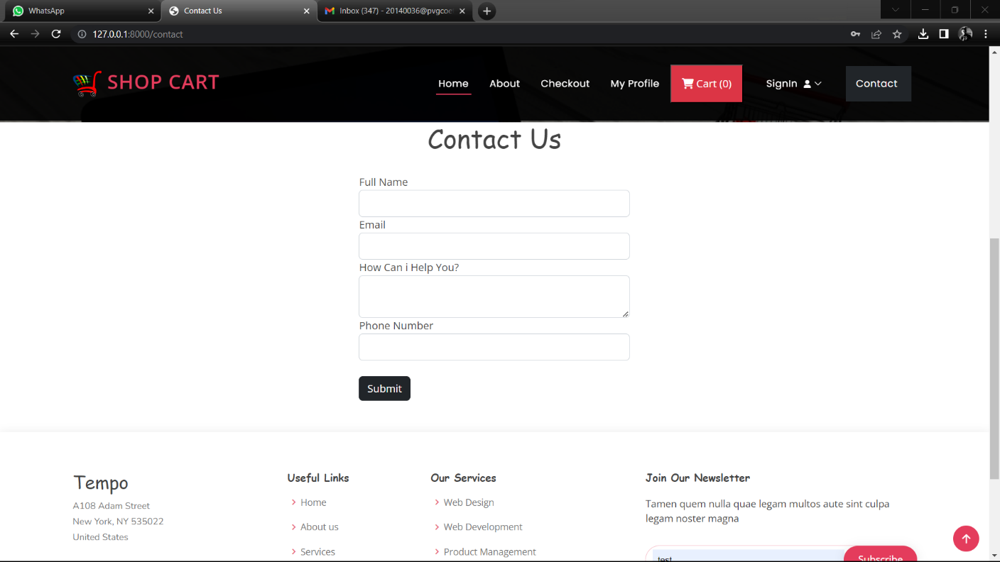 WhatsApp
Contact Us
Inbox (347) - 20140036@pvgcoe
127.0.0.1:8000/contact
SHOP CART
Home
About
Checkout
My Profile
Cart (0)
SignIn
Contact
Contact Us
Full Name
Email
How Can i Help You?
Phone Number
Submit
Tempo
A108 Adam Street
New York, NY 535022
United States
Useful Links
Home
About us
Services
Our Services
Web Design
Web Development
Product Management
Join Our Newsletter
Tamen quem nulla quae legam multos aute sint culpa
legam noster magna
test
Subscribe